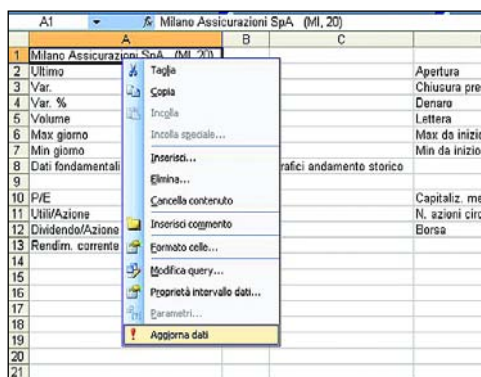 A1 fx Milano Assicurazioni SpA (MI, 20)
A B C
1 Milano Assicurazioni SpA (MI, 20)
2 Ultimo Apertura
3 Var. Chiusura pre
4 Var. % Denaro
5 Volume Lettera
6 Max giorno Max da inizio
7 Min giorno Min da inizio
8 Dati fondamentali rafici andamento storico
9
10 P/E Capitaliz. me
11 Utili/Azione N. azioni circ
12 Dividendo/Azione Borsa
13 Rendim. corrente
14
15
16
17
18
19
20
21
Taglia
Copia
Incolla
Incolla speciale...
Inserisci...
Elimina...
Cancella contenuto
Inserisci commento
Formato celle...
Modifica query...
Proprietà intervallo dati...
Parametri...
Aggiorna dati